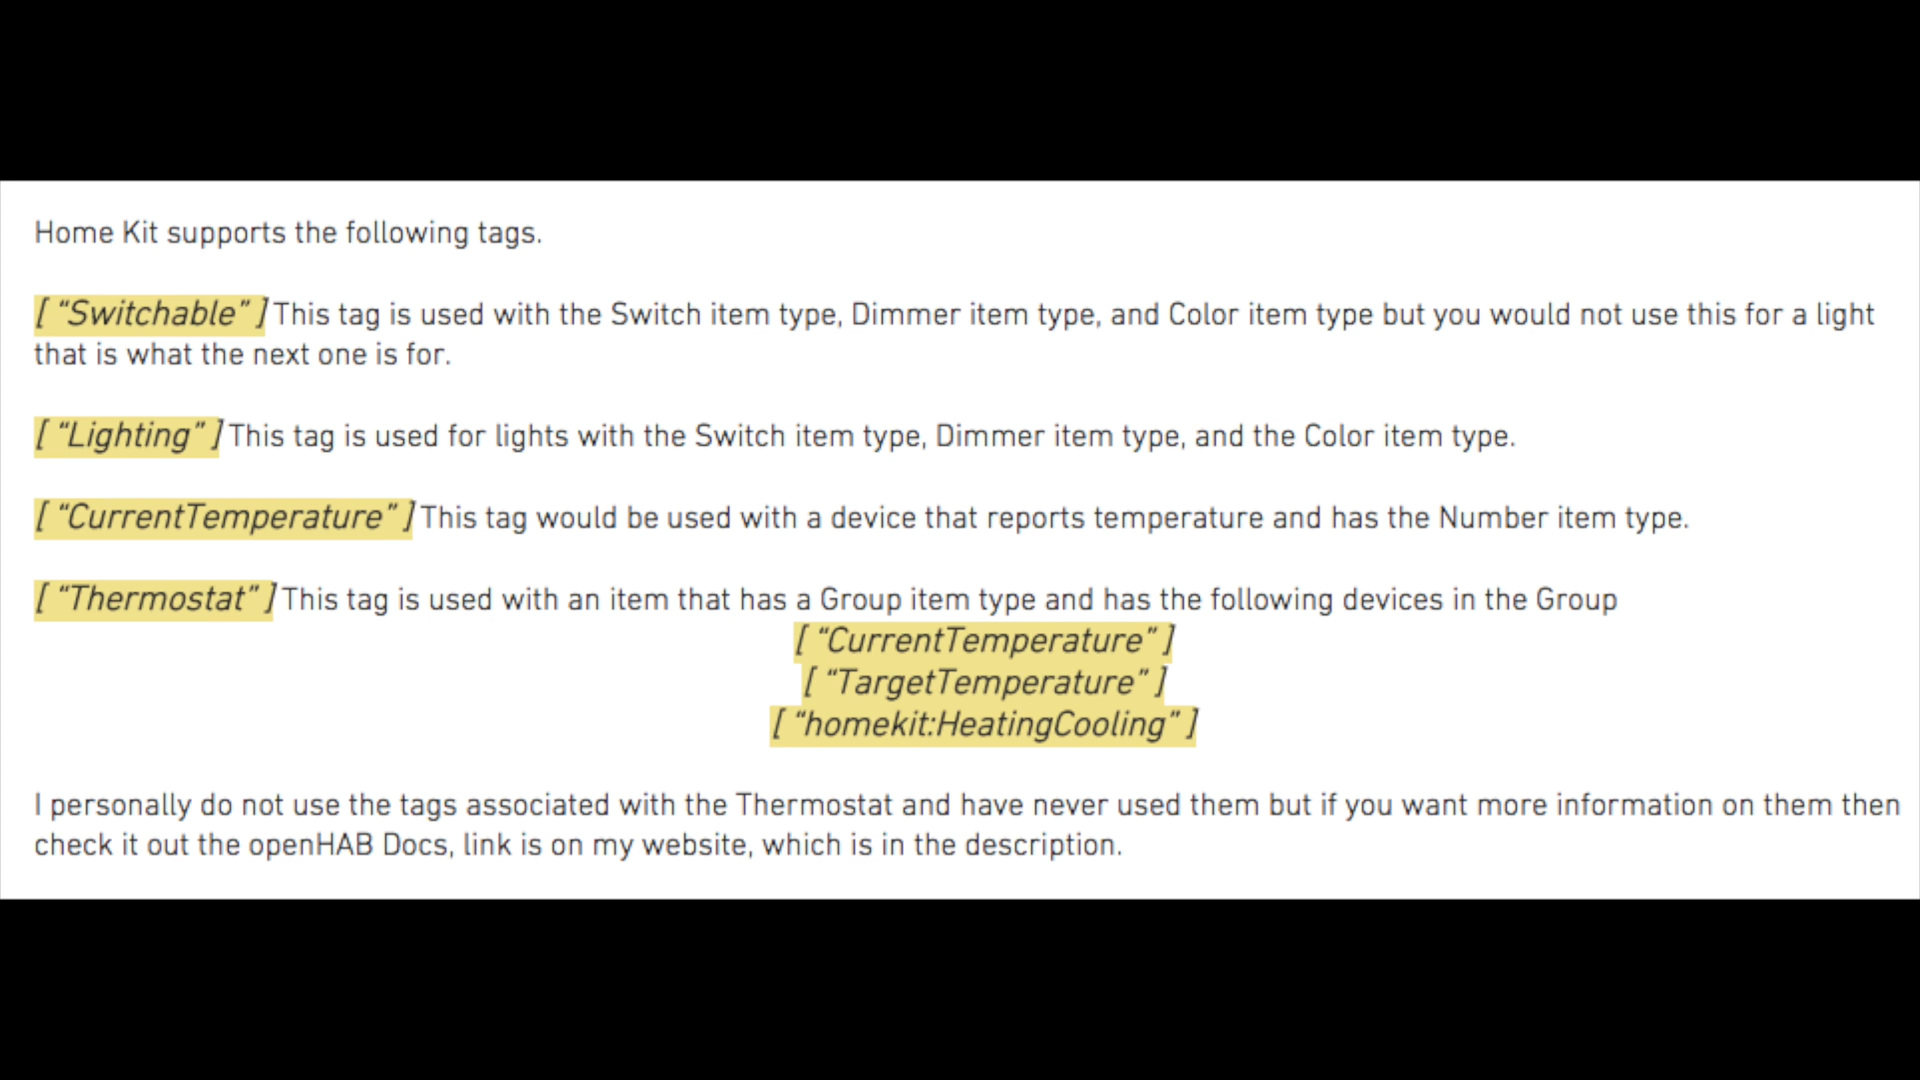 Home Kit supports the following tags.
[ “Switchable” ] This tag is used with the Switch item type, Dimmer item type, and Color item type but you would not use this for a light
that is what the next one is for.
[ “Lighting” ] This tag is used for lights with the Switch item type, Dimmer item type, and the Color item type.
[ “CurrentTemperature” ] This tag would be used with a device that reports temperature and has the Number item type.
[ “Thermostat” ] This tag is used with an item that has a Group item type and has the following devices in the Group
[ “CurrentTemperature” ]
[ “TargetTemperature” ]
[ “homekit:HeatingCooling” ]
I personally do not use the tags associated with the Thermostat and have never used them but if you want more information on them then
check it out the openHAB Docs, link is on my website, which is in the description.